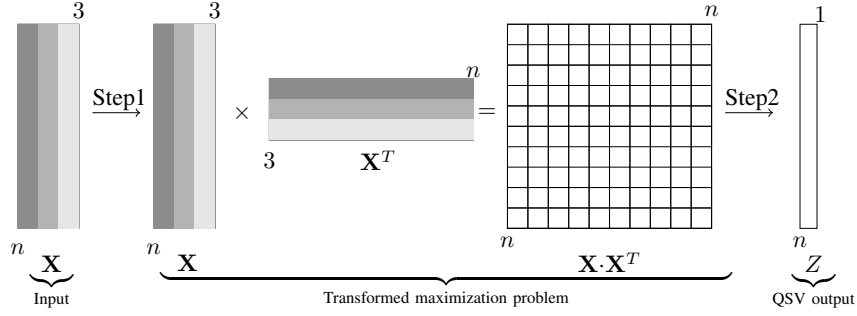 3 3 n 1
n
Step1 Step2
× =
3 X^T
n n n n
X X X·X^T Z
Input Transformed maximization problem QSV output